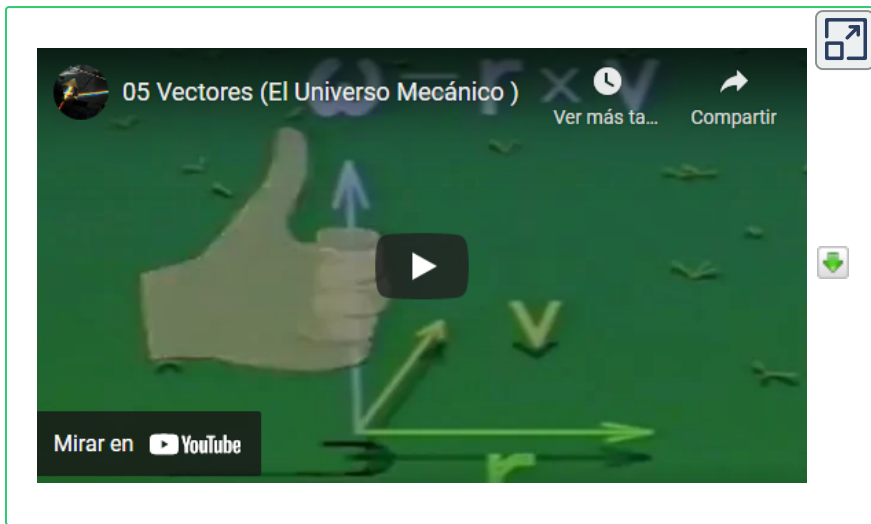 ω = r × v
05 Vectores (El Universo Mecánico )
Ver más ta...
Compartir
v
r
Mirar en YouTube